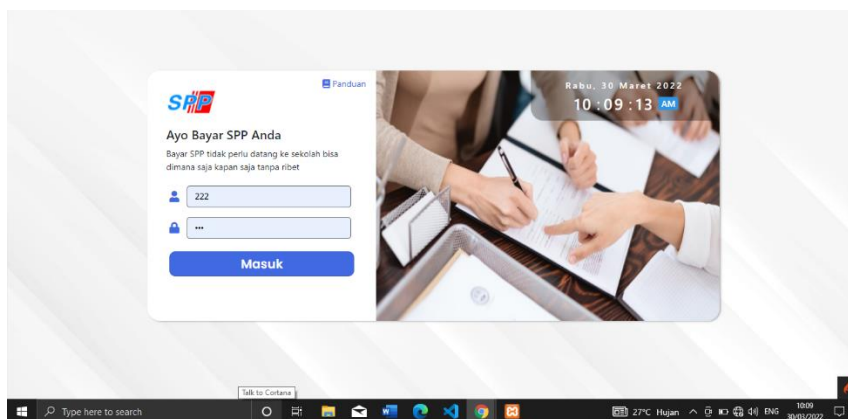 Panduan
SPP
Ayo Bayar SPP Anda
Bayar SPP tidak perlu datang ke sekolah bisa
dimana saja kapan saja tanpa ribet
222
•••
Masuk
Rabu, 30 Maret 2022
10 : 09 : 13 AM
Talk to Cortana
Type here to search
27°C Hujan
ENG
10:09
30/03/2022